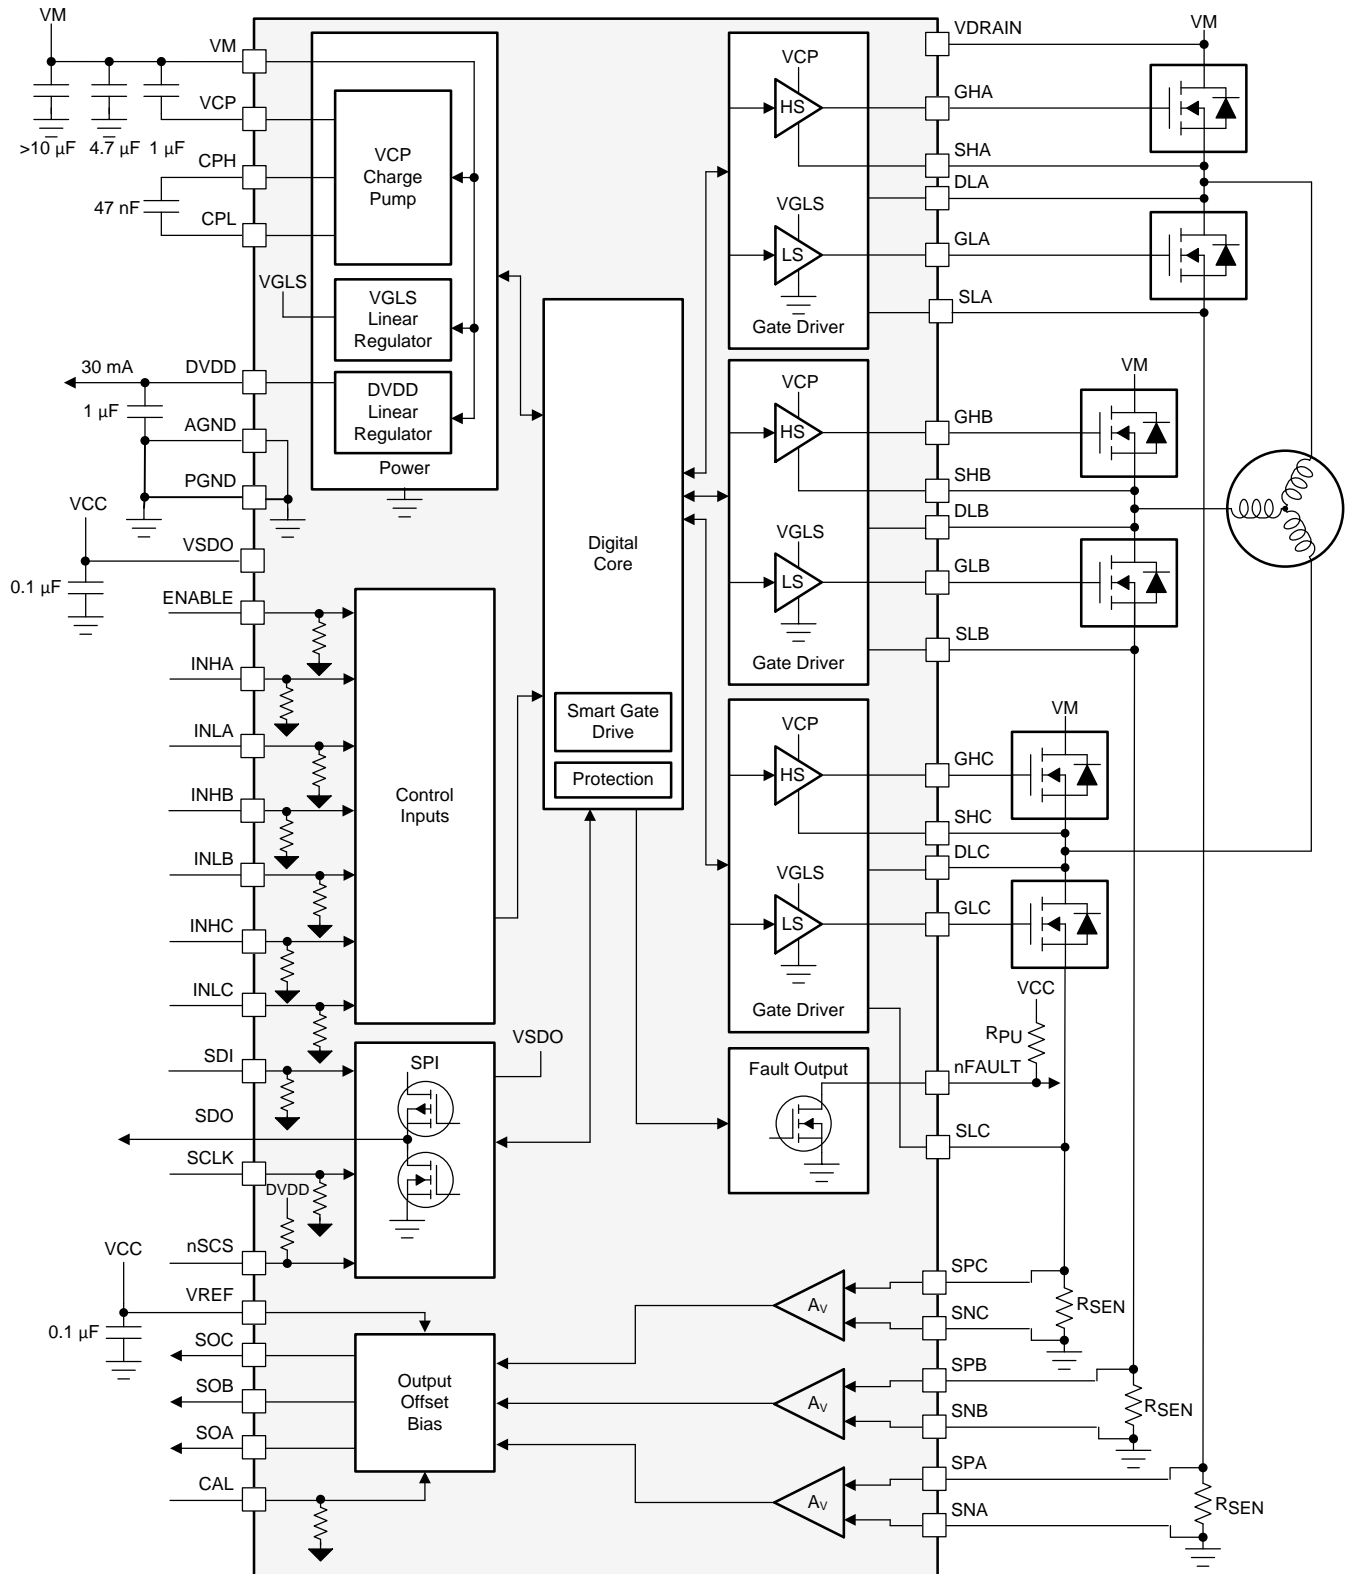 VM
VM
>10 µF
4.7 µF
1 µF
VCP
CPH
47 nF
CPL
VCP
Charge
Pump
VGLS
VGLS
Linear
Regulator
30 mA
DVDD
1 µF
DVDD
Linear
Regulator
Power
AGND
PGND
VCC
VSDO
0.1 µF
ENABLE
INHA
INLA
INHB
INLB
INHC
INLC
Control
Inputs
SDI
SDO
SCLK
DVDD
nSCS
SPI
VSDO
VCC
VREF
0.1 µF
SOC
SOB
SOA
CAL
Output
Offset
Bias
Digital
Core
Smart Gate
Drive
Protection
VCP
HS
VGLS
LS
Gate Driver
VCP
HS
VGLS
LS
Gate Driver
VCP
HS
VGLS
LS
Gate Driver
Fault Output
AV
AV
AV
VDRAIN
VM
GHA
SHA
DLA
GLA
SLA
VM
GHB
SHB
DLB
GLB
SLB
VM
GHC
SHC
DLC
GLC
VCC
RPU
nFAULT
SLC
SPC
SNC
RSEN
SPB
SNB
RSEN
SPA
SNA
RSEN